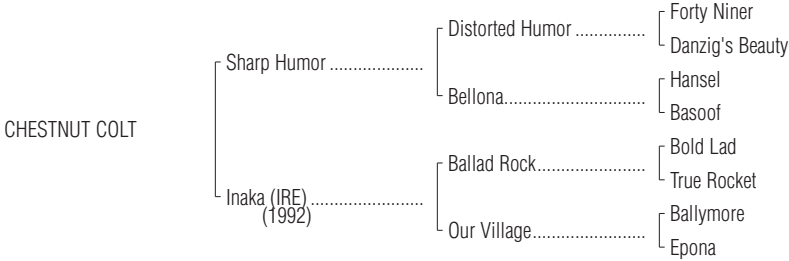 Forty Niner
Distorted Humor ...............
Danzig's Beauty
Sharp Humor ....................
Hansel
Bellona..............................
Basoof
CHESTNUT COLT
Bold Lad
Ballad Rock.......................
True Rocket
Inaka (IRE) ........................
(1992)
Ballymore
Our Village........................
Epona